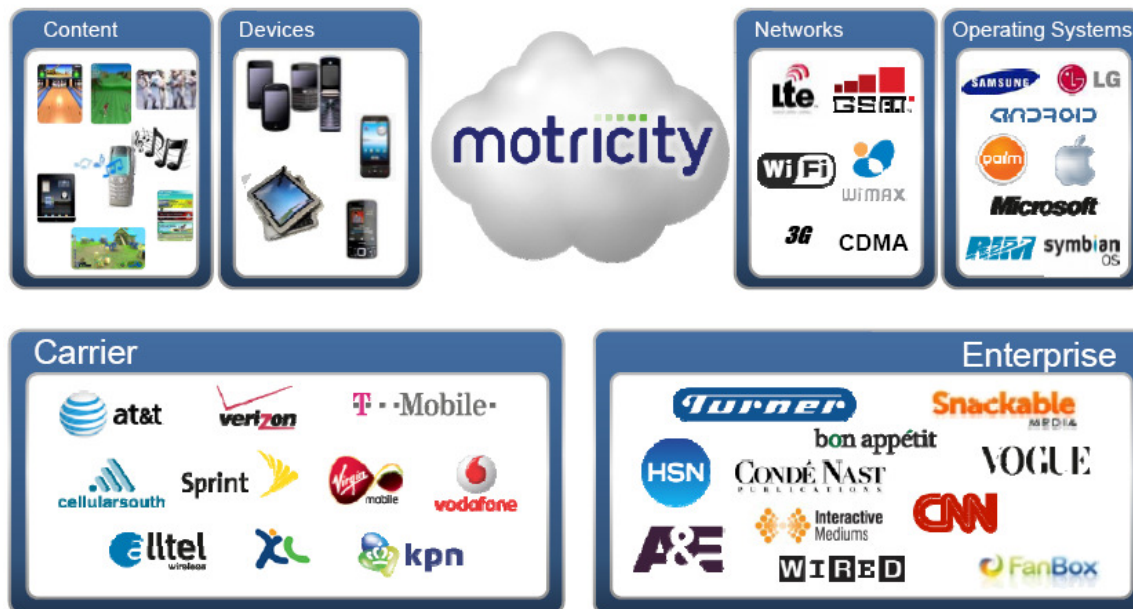 Content
Devices
motricity
Networks
Lte
GSM
Wi Fi
WiMAX
3G
CDMA
Operating Systems
SAMSUNG
LG
ANDROID
palm
Microsoft
RIM
symbian
OS
Carrier
at&t
verizon
T-Mobile
cellularsouth
Sprint
Virgin
mobile
vodafone
alltel
wireless
XL
kpn
Enterprise
Turner
Snackable
MEDIA
bon appétit
HSN
CONDÉ NAST
PUBLICATIONS
VOGUE
Interactive
Mediums
CNN
A&E
WIRED
FanBox